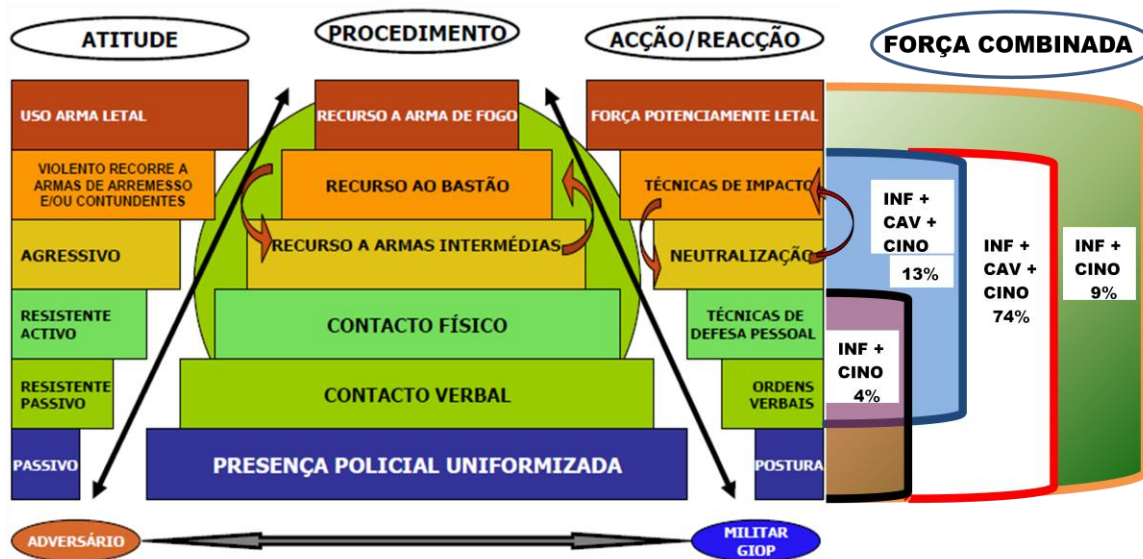 ATITUDE
PROCEDIMENTO
ACÇÃO/REACÇÃO
FORÇA COMBINADA
USO ARMA LETAL
RECURSO A ARMA DE FOGO
FORÇA POTENCIAMENTE LETAL
VIOLENTO RECORRE A
ARMAS DE ARREMESSO
E/OU CONTUNDENTES
RECURSO AO BASTÃO
TÉCNICAS DE IMPACTO
AGRESSIVO
RECURSO A ARMAS INTERMÉDIAS
NEUTRALIZAÇÃO
RESISTENTE
ACTIVO
CONTACTO FÍSICO
TÉCNICAS DE
DEFESA PESSOAL
RESISTENTE
PASSIVO
CONTACTO VERBAL
ORDENS
VERBAIS
PASSIVO
PRESENÇA POLICIAL UNIFORMIZADA
POSTURA
INF +
CAV +
CINO
13%
INF +
CAV +
CINO
74%
INF +
CINO
9%
INF +
CINO
4%
ADVERSÁRIO
MILITAR
GIOP